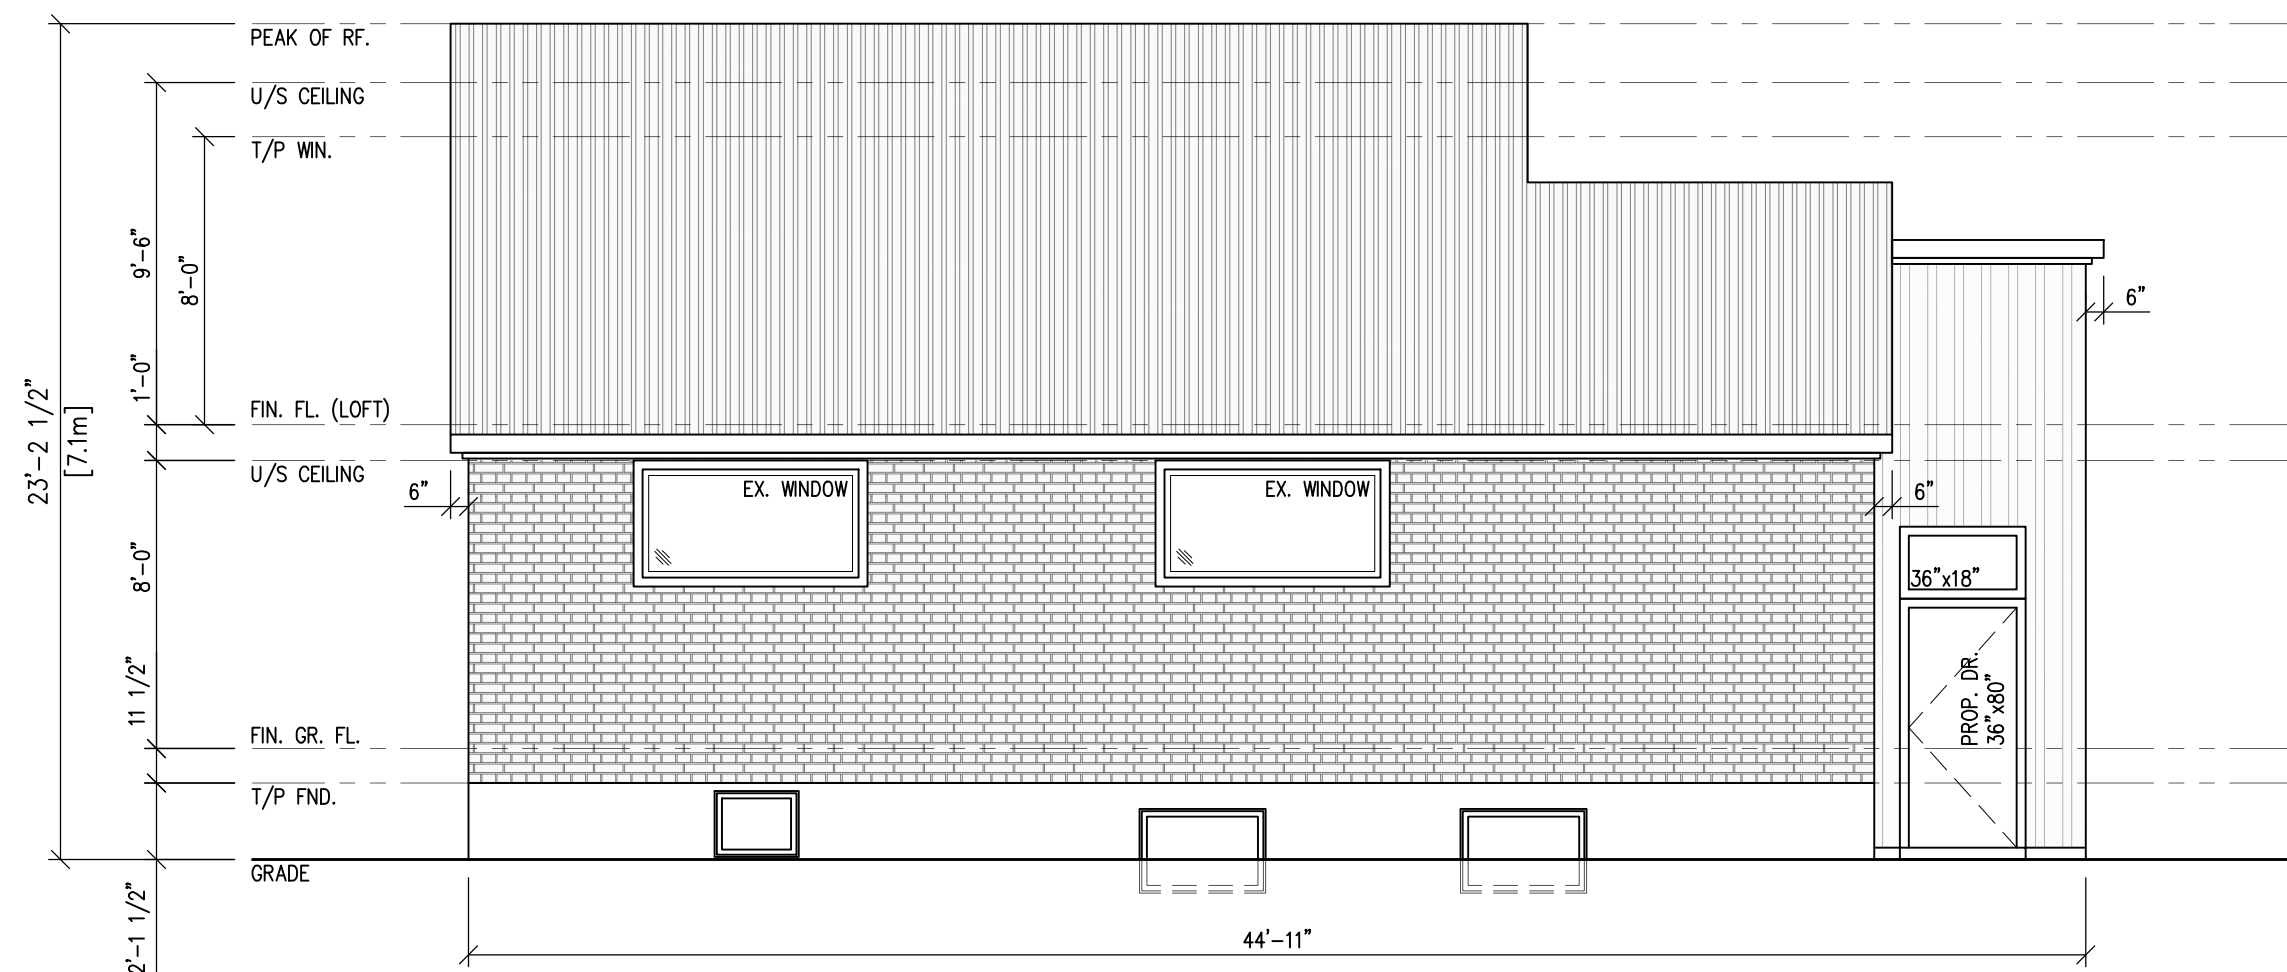 PEAK OF RF.
U/S CEILING
T/P WIN.
9'-6"
8'-0"
6"
1'-0"
23'-2 1/2"
[7.1m]
FIN. FL. (LOFT)
U/S CEILING
6"
EX. WINDOW
EX. WINDOW
6"
8'-0"
36"x18"
11 1/2"
PROP. DR.
36"x80"
FIN. GR. FL.
T/P FND.
GRADE
2'-1 1/2"
44'-11"